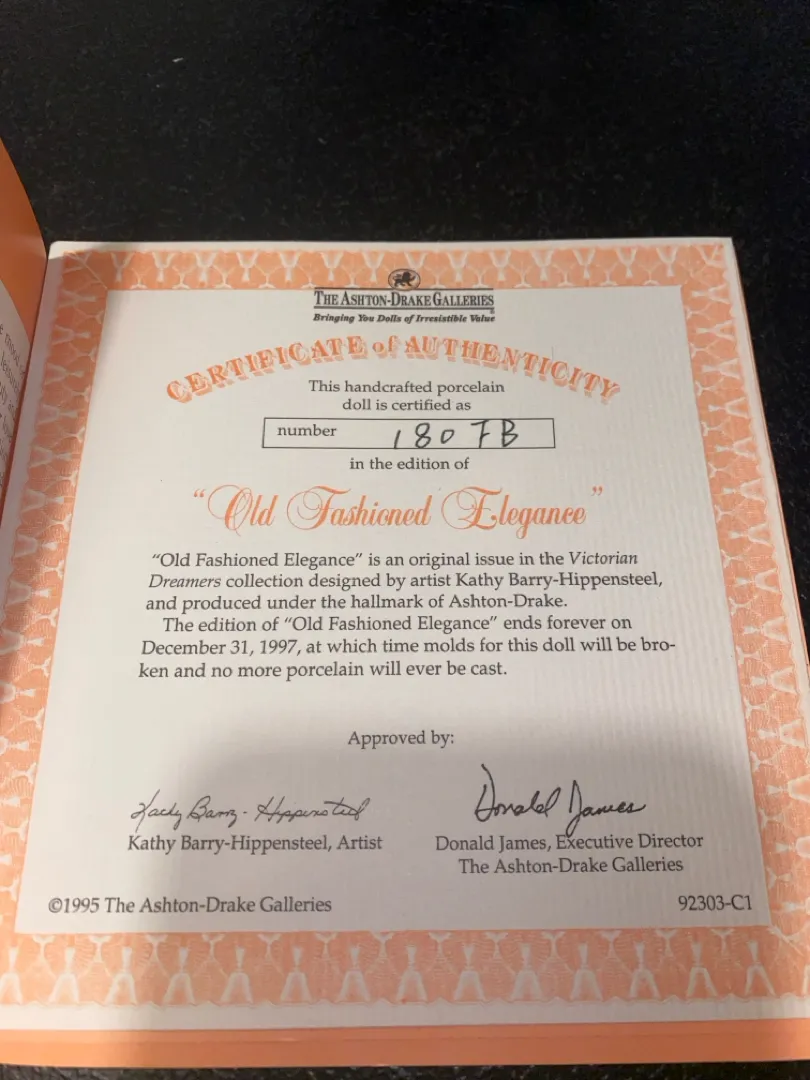 THE ASHTON-DRAKE GALLERIES
Bringing You Dolls of Irresistible Value
CERTIFICATE of AUTHENTICITY
This handcrafted porcelain
doll is certified as
number 180 FB
in the edition of
“Old Fashioned Elegance”
“Old Fashioned Elegance” is an original issue in the Victorian
Dreamers collection designed by artist Kathy Barry-Hippensteel,
and produced under the hallmark of Ashton-Drake.
The edition of “Old Fashioned Elegance” ends forever on
December 31, 1997, at which time molds for this doll will be bro-
ken and no more porcelain will ever be cast.
Approved by:
Kathy Barry-Hippensteel Donald James
Kathy Barry-Hippensteel, Artist Donald James, Executive Director
The Ashton-Drake Galleries
©1995 The Ashton-Drake Galleries 92303-C1